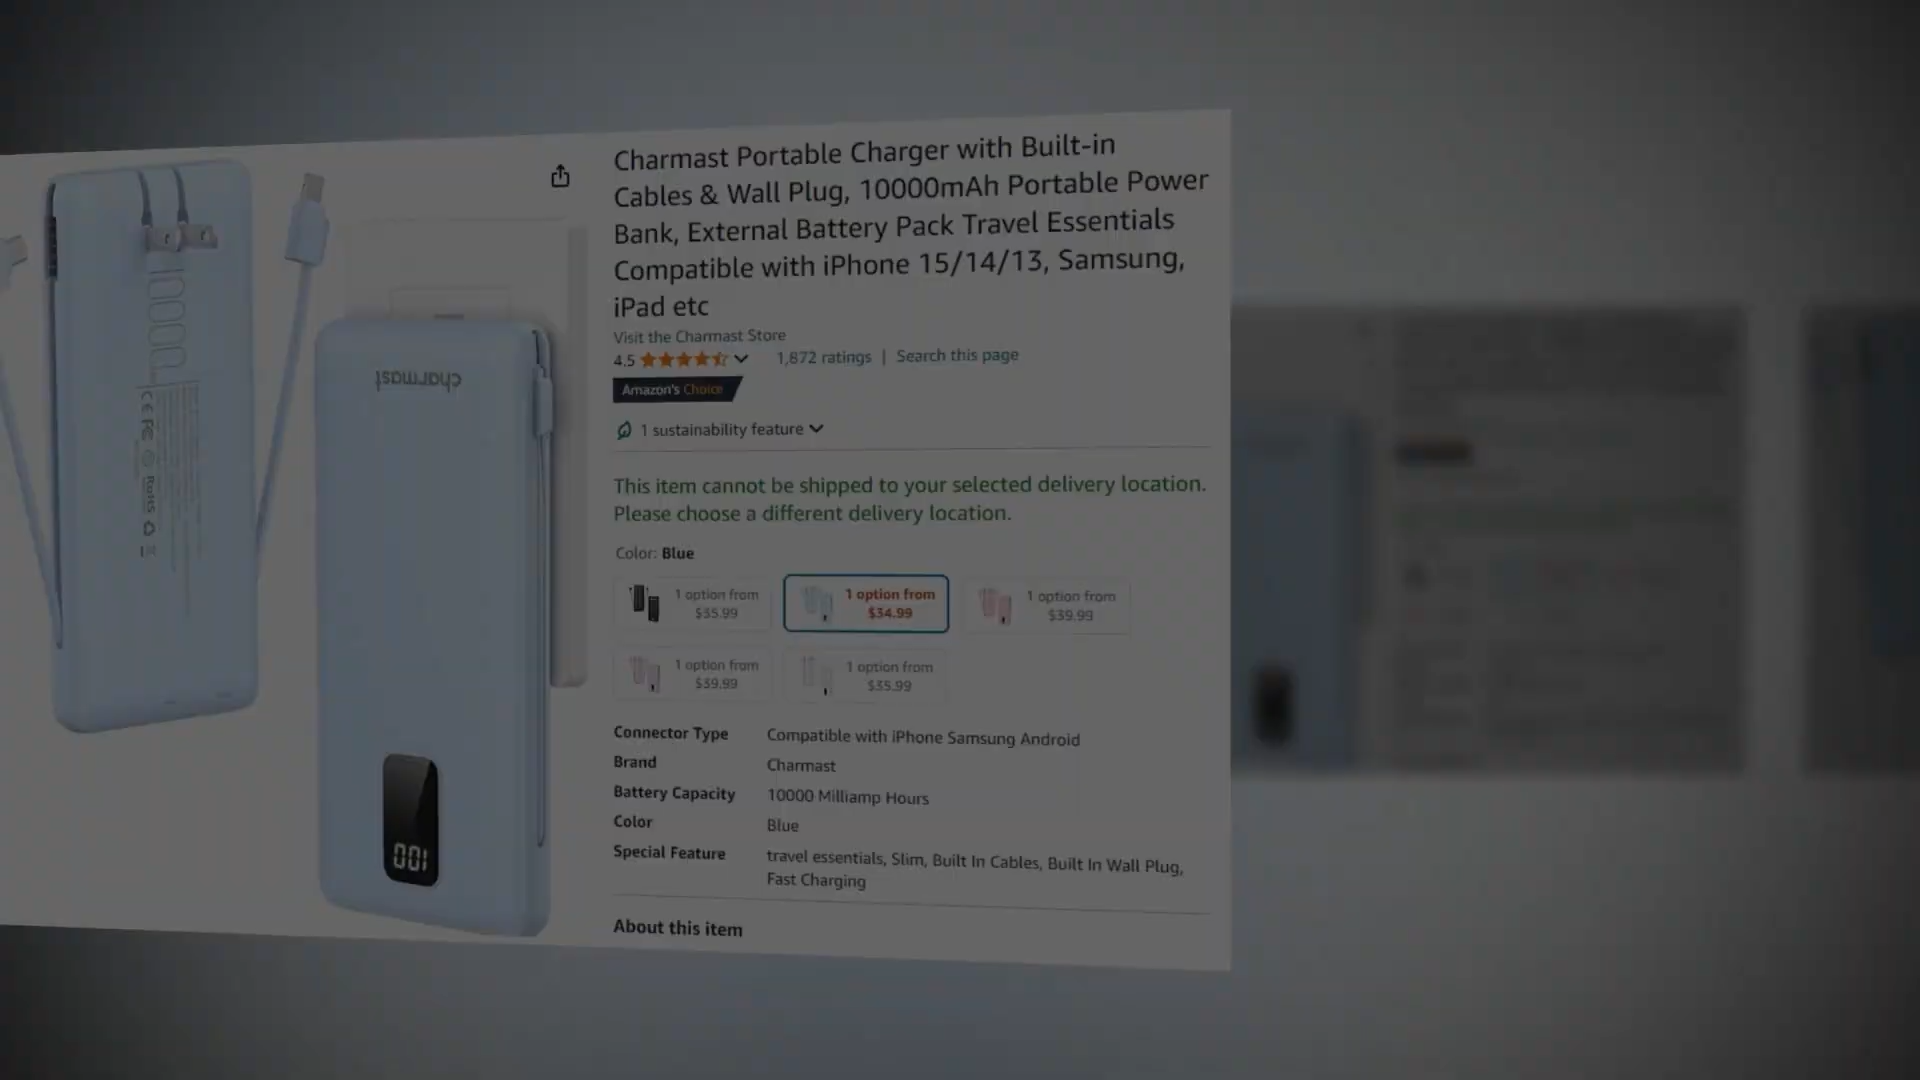 Charmast Portable Charger with Built-in
Cables & Wall Plug, 10000mAh Portable Power
Bank, External Battery Pack Travel Essentials
Compatible with iPhone 15/14/13, Samsung,
iPad etc
Visit the Charmast Store
4.5
1,872 ratings | Search this page
Amazon's Choice
1 sustainability feature
This item cannot be shipped to your selected delivery location.
Please choose a different delivery location.
Color: Blue
1 option from
$35.99
1 option from
$34.99
1 option from
$39.99
1 option from
$39.99
1 option from
$35.99
Connector Type
Compatible with iPhone Samsung Android
Brand
Charmast
Battery Capacity
10000 Milliamp Hours
Color
Blue
Special Feature
travel essentials, Slim, Built In Cables, Built In Wall Plug,
Fast Charging
About this item
charmast
100
10000
CE FC
RoHS